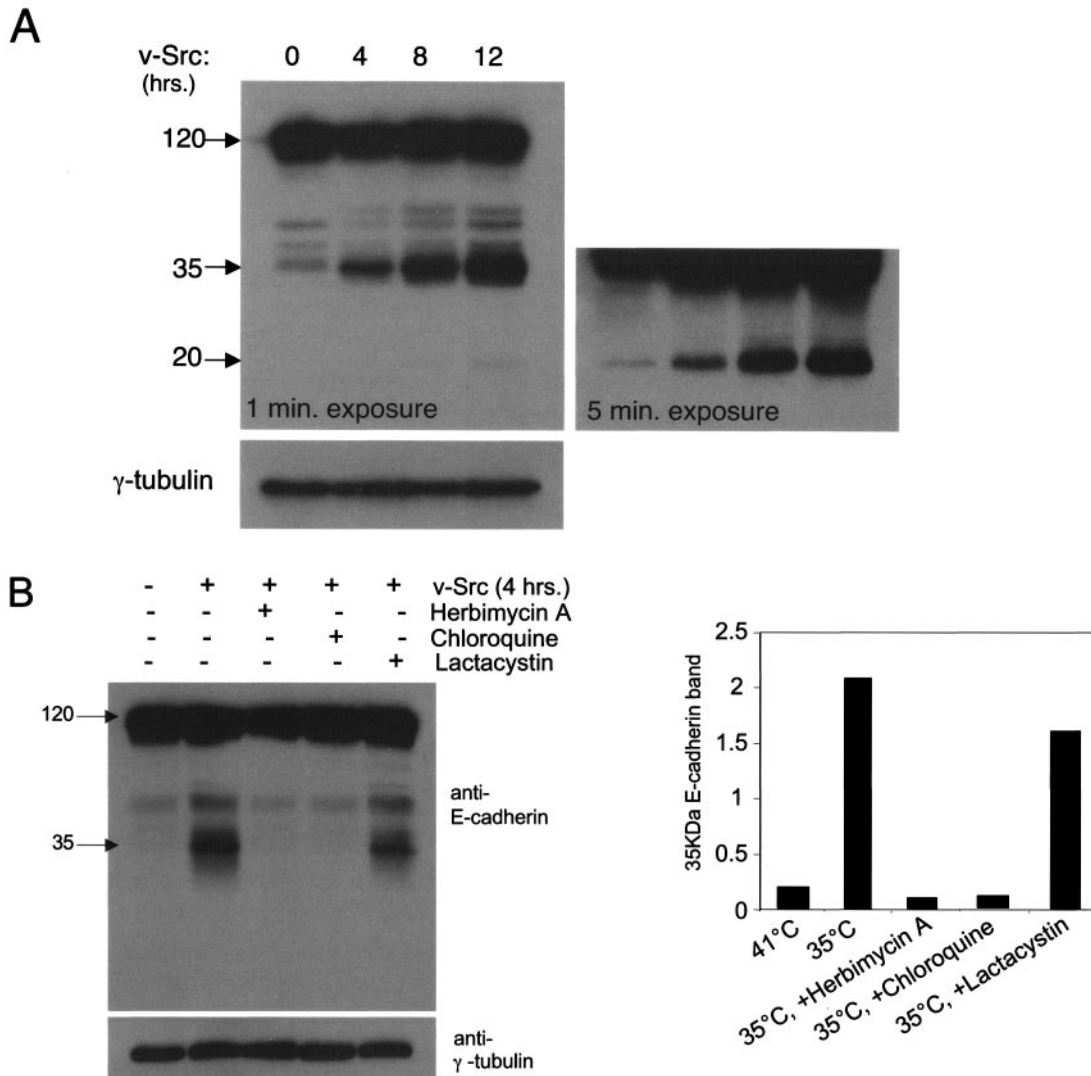 A
v-Src: 0 4 8 12
(hrs.)
120
35
20
1 min. exposure
5 min. exposure
γ-tubulin
B
- + + + + v-Src (4 hrs.)
- - + - - Herbimycin A
- - - + - Chloroquine
- - - - + Lactacystin
120
35
anti-
E-cadherin
anti-
γ -tubulin
35KDa E-cadherin band
2.5
2
1.5
1
0.5
0
41°C
35°C
35°C, +Herbimycin A
35°C, +Chloroquine
35°C, +Lactacystin